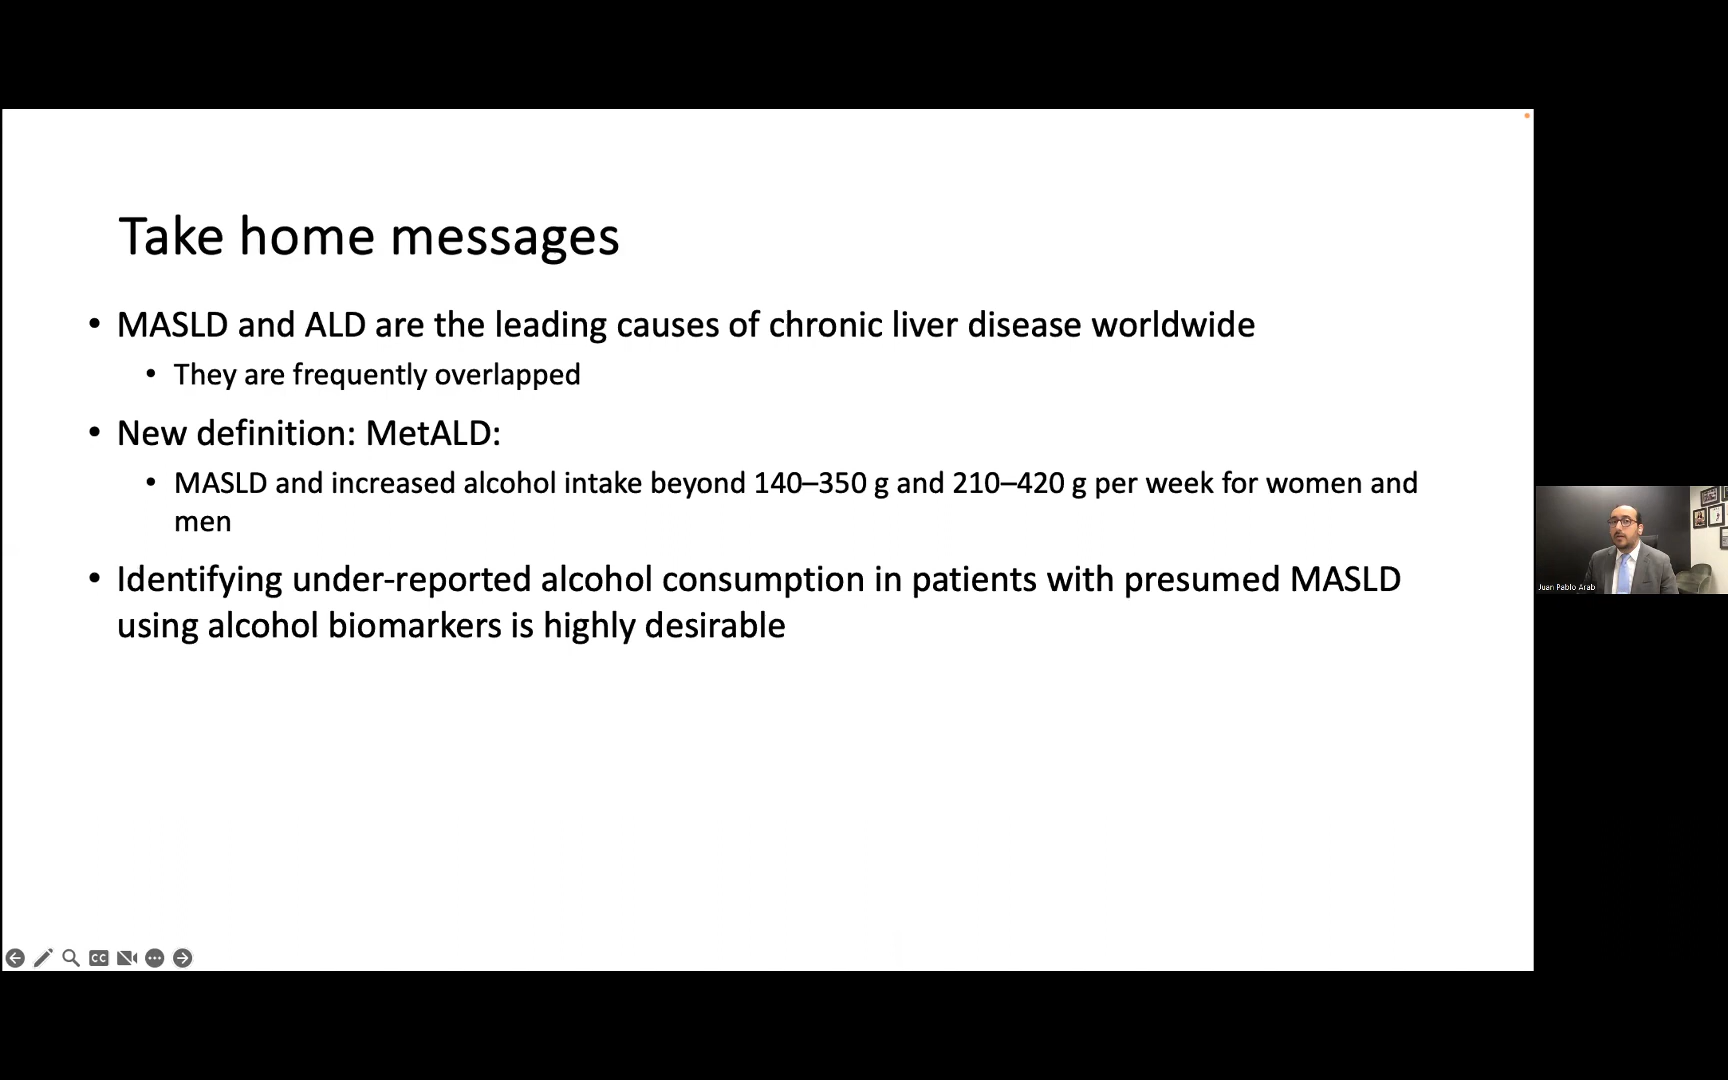 Take home messages
• MASLD and ALD are the leading causes of chronic liver disease worldwide
• They are frequently overlapped
• New definition: MetALD:
• MASLD and increased alcohol intake beyond 140–350 g and 210–420 g per week for women and
men
• Identifying under-reported alcohol consumption in patients with presumed MASLD
using alcohol biomarkers is highly desirable
Juan Pablo Arab
CC